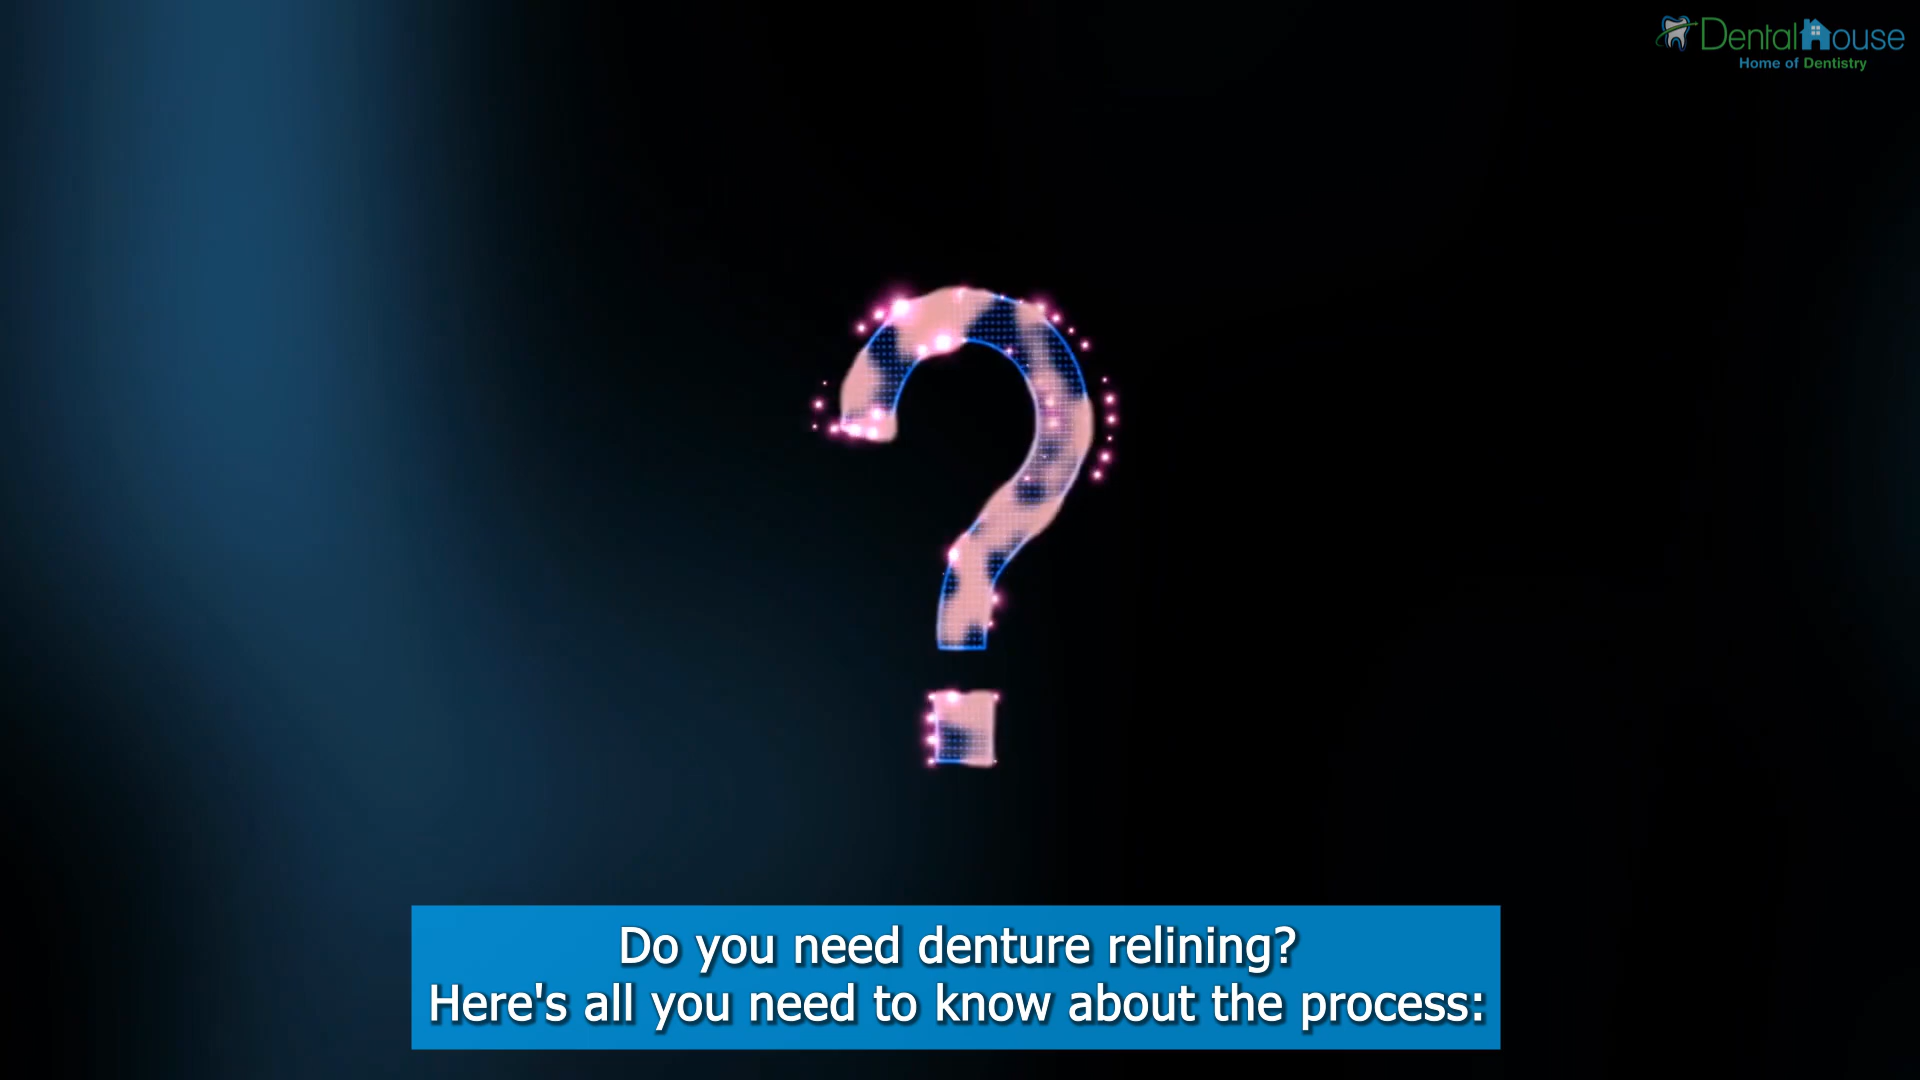 DentalHouse
Home of Dentistry
?
Do you need denture relining?
Here's all you need to know about the process: